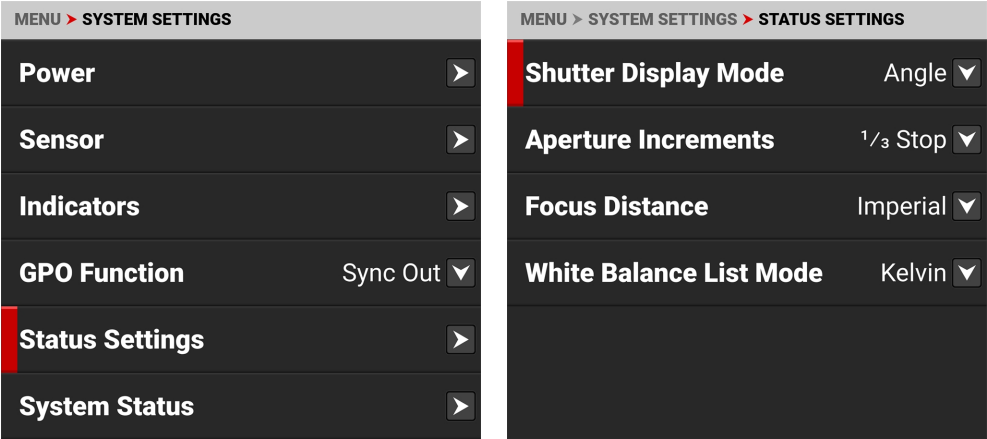 MENU > SYSTEM SETTINGS
Power
Sensor
Indicators
GPO Function Sync Out
Status Settings
System Status
MENU > SYSTEM SETTINGS > STATUS SETTINGS
Shutter Display Mode Angle
Aperture Increments 1/3 Stop
Focus Distance Imperial
White Balance List Mode Kelvin